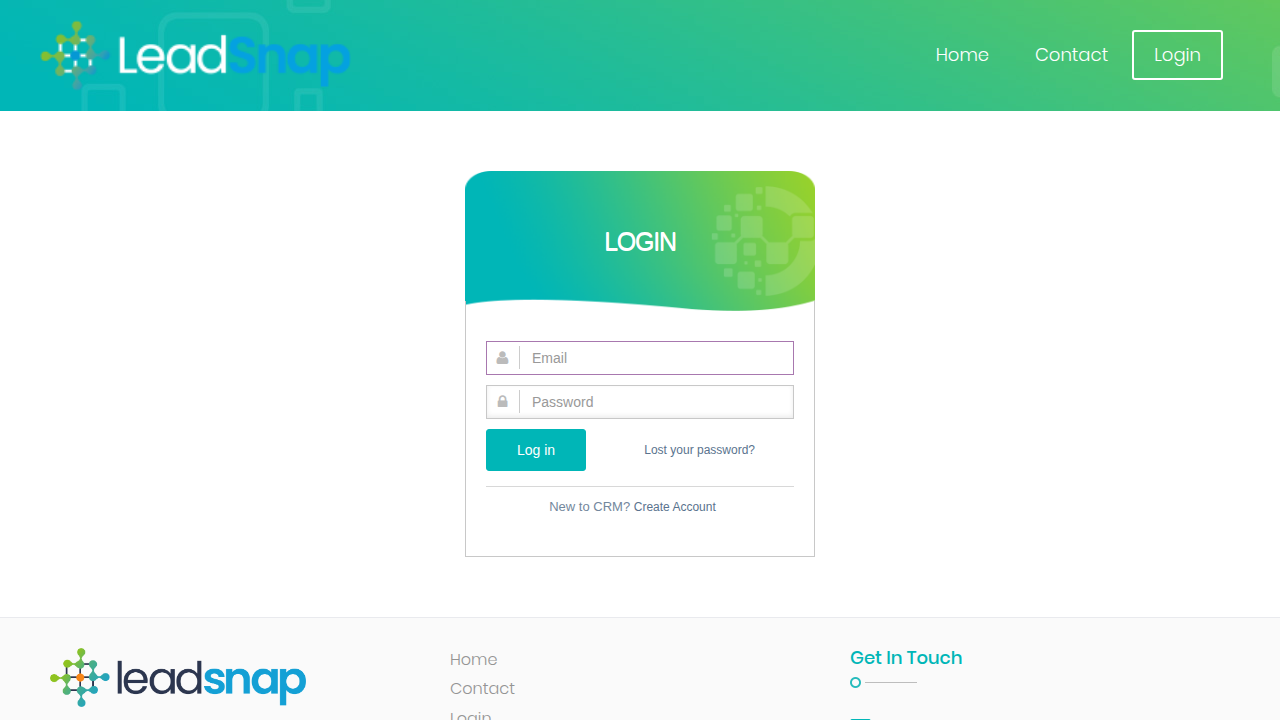 LeadSnap
Home
Contact
Login
LOGIN
Email
Password
Log in
Lost your password?
New to CRM? Create Account
leadsnap
Home
Contact
Login
Get In Touch